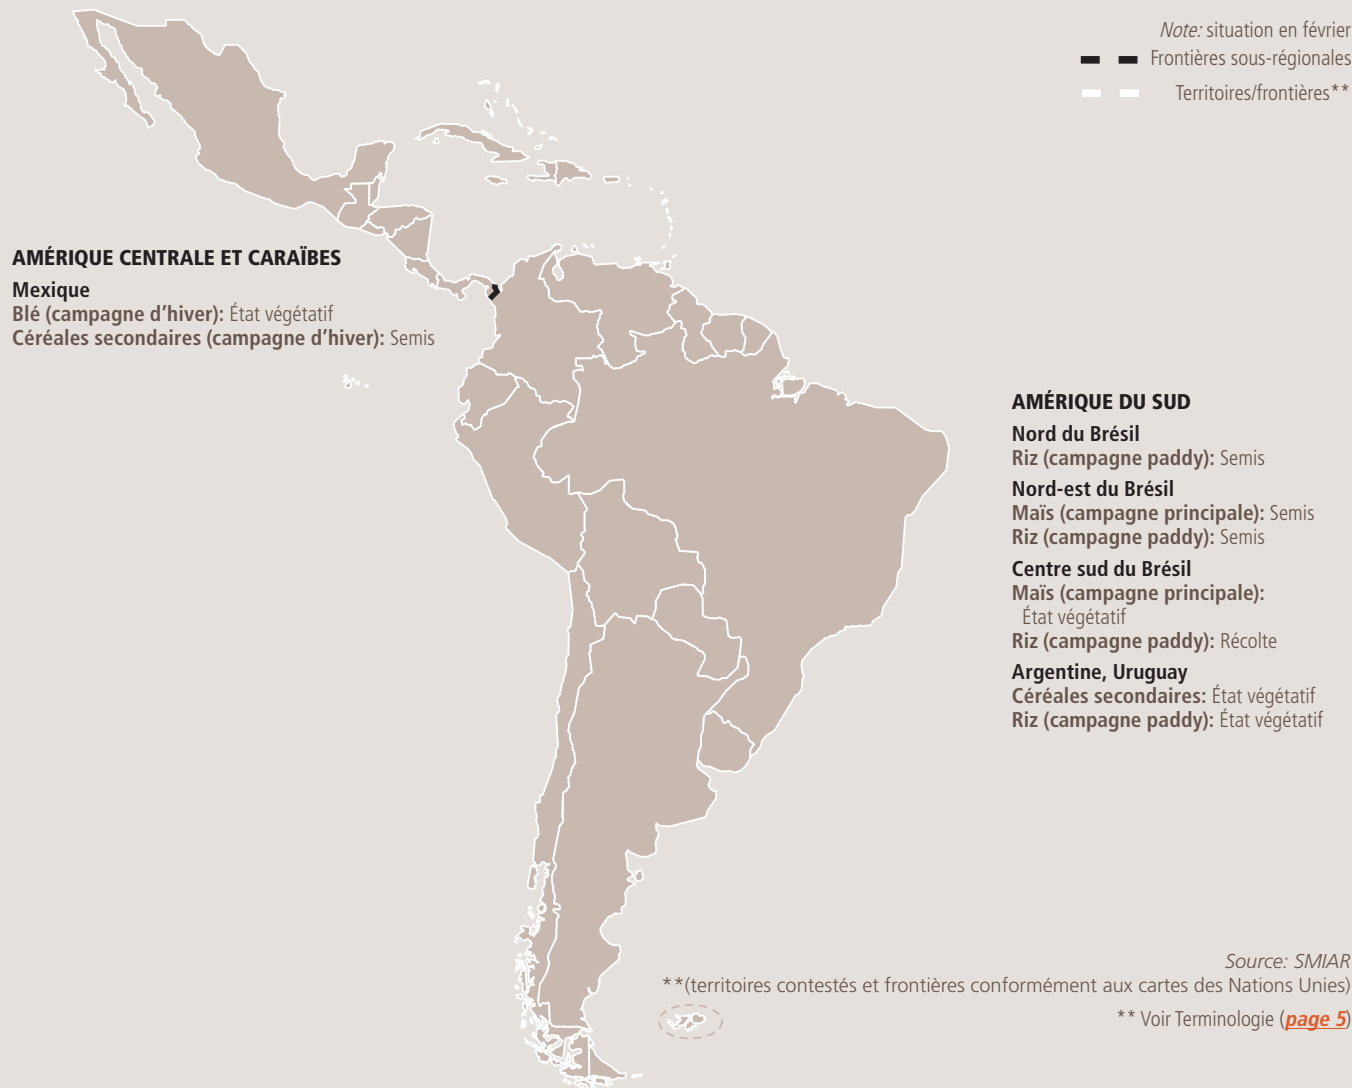 Note: situation en février
Frontières sous-régionales
Territoires/frontières**
AMÉRIQUE CENTRALE ET CARAÏBES
Mexique
Blé (campagne d’hiver): État végétatif
Céréales secondaires (campagne d’hiver): Semis
AMÉRIQUE DU SUD
Nord du Brésil
Riz (campagne paddy): Semis
Nord-est du Brésil
Maïs (campagne principale): Semis
Riz (campagne paddy): Semis
Centre sud du Brésil
Maïs (campagne principale):
État végétatif
Riz (campagne paddy): Récolte
Argentine, Uruguay
Céréales secondaires: État végétatif
Riz (campagne paddy): État végétatif
Source: SMIAR
**(territoires contestés et frontières conformément aux cartes des Nations Unies)
** Voir Terminologie (page 5)